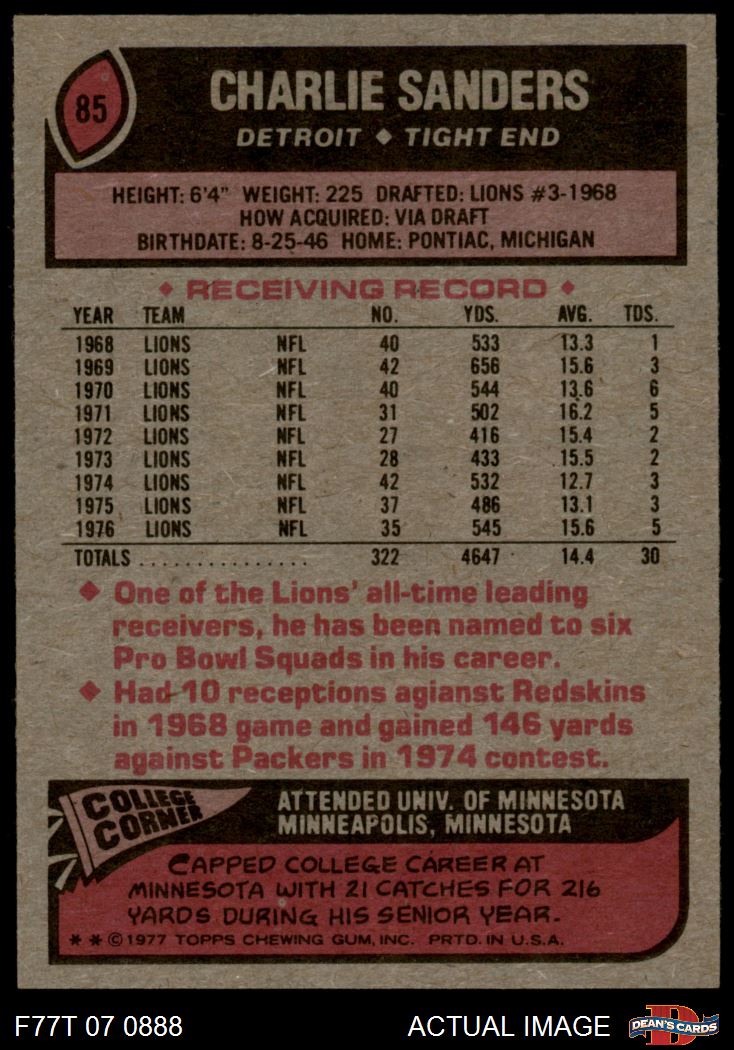 85
CHARLIE SANDERS
DETROIT ◆ TIGHT END
HEIGHT: 6'4" WEIGHT: 225 DRAFTED: LIONS #3-1968
HOW ACQUIRED: VIA DRAFT
BIRTHDATE: 8-25-46 HOME: PONTIAC, MICHIGAN
◆ RECEIVING RECORD ◆
YEAR TEAM NO. YDS. AVG. TDS.
1968 LIONS NFL 40 533 13.3 1
1969 LIONS NFL 42 656 15.6 3
1970 LIONS NFL 40 544 13.6 6
1971 LIONS NFL 31 502 16.2 5
1972 LIONS NFL 27 416 15.4 2
1973 LIONS NFL 28 433 15.5 2
1974 LIONS NFL 42 532 12.7 3
1975 LIONS NFL 37 486 13.1 3
1976 LIONS NFL 35 545 15.6 5
TOTALS ............... 322 4647 14.4 30
◆ One of the Lions' all-time leading
receivers, he has been named to six
Pro Bowl Squads in his career.
◆ Had 10 receptions agianst Redskins
in 1968 game and gained 146 yards
against Packers in 1974 contest.
COLLEGE
CORNER
ATTENDED UNIV. OF MINNESOTA
MINNEAPOLIS, MINNESOTA
CAPPED COLLEGE CAREER AT
MINNESOTA WITH 21 CATCHES FOR 216
YARDS DURING HIS SENIOR YEAR.
* * © 1977 TOPPS CHEWING GUM, INC. PRTD. IN U.S.A.
F77T 07 0888
ACTUAL IMAGE
D
DEAN'S CARDS